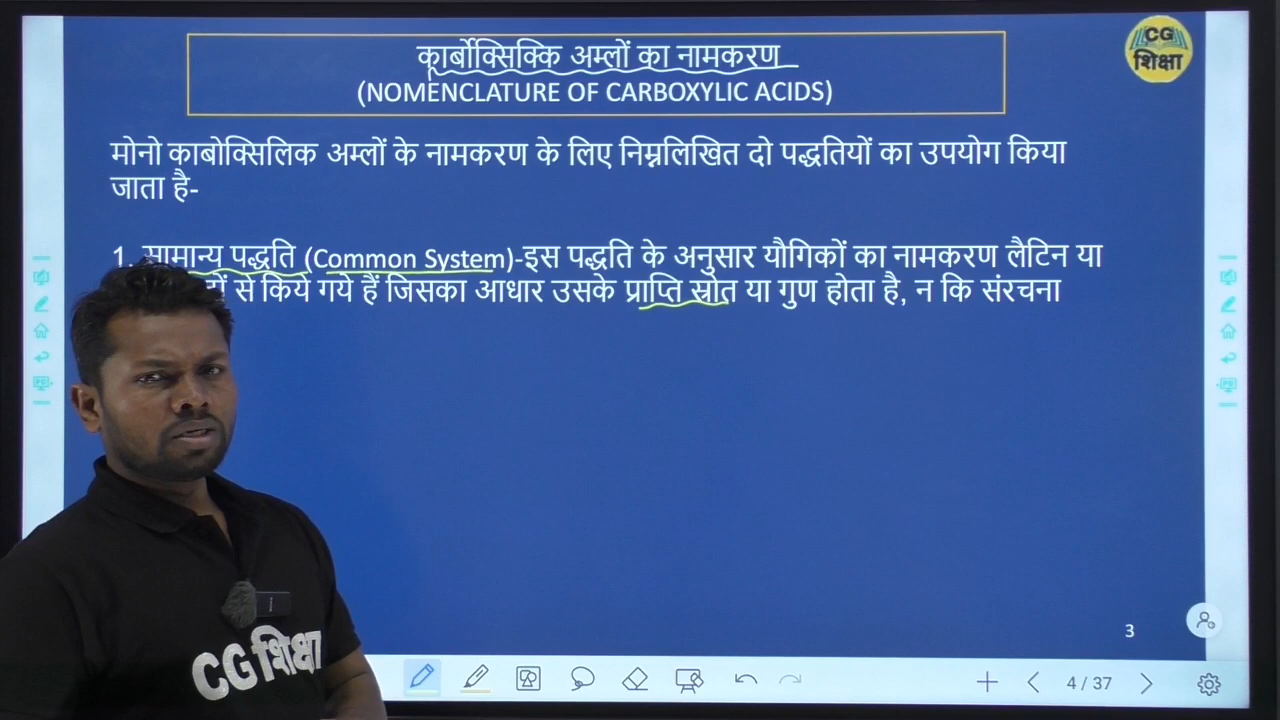 कार्बोक्सिक्कि अम्लों का नामकरण
(NOMENCLATURE OF CARBOXYLIC ACIDS)
CG
शिक्षा
मोनो काबोक्सिलिक अम्लों के नामकरण के लिए निम्नलिखित दो पद्धतियों का उपयोग किया
जाता है-
1. सामान्य पद्धति (Common System)-इस पद्धति के अनुसार यौगिकों का नामकरण लैटिन या
से किये गये हैं जिसका आधार उसके प्राप्ति स्रोत या गुण होता है, न कि संरचना
3
CG शिक्षा
4 / 37